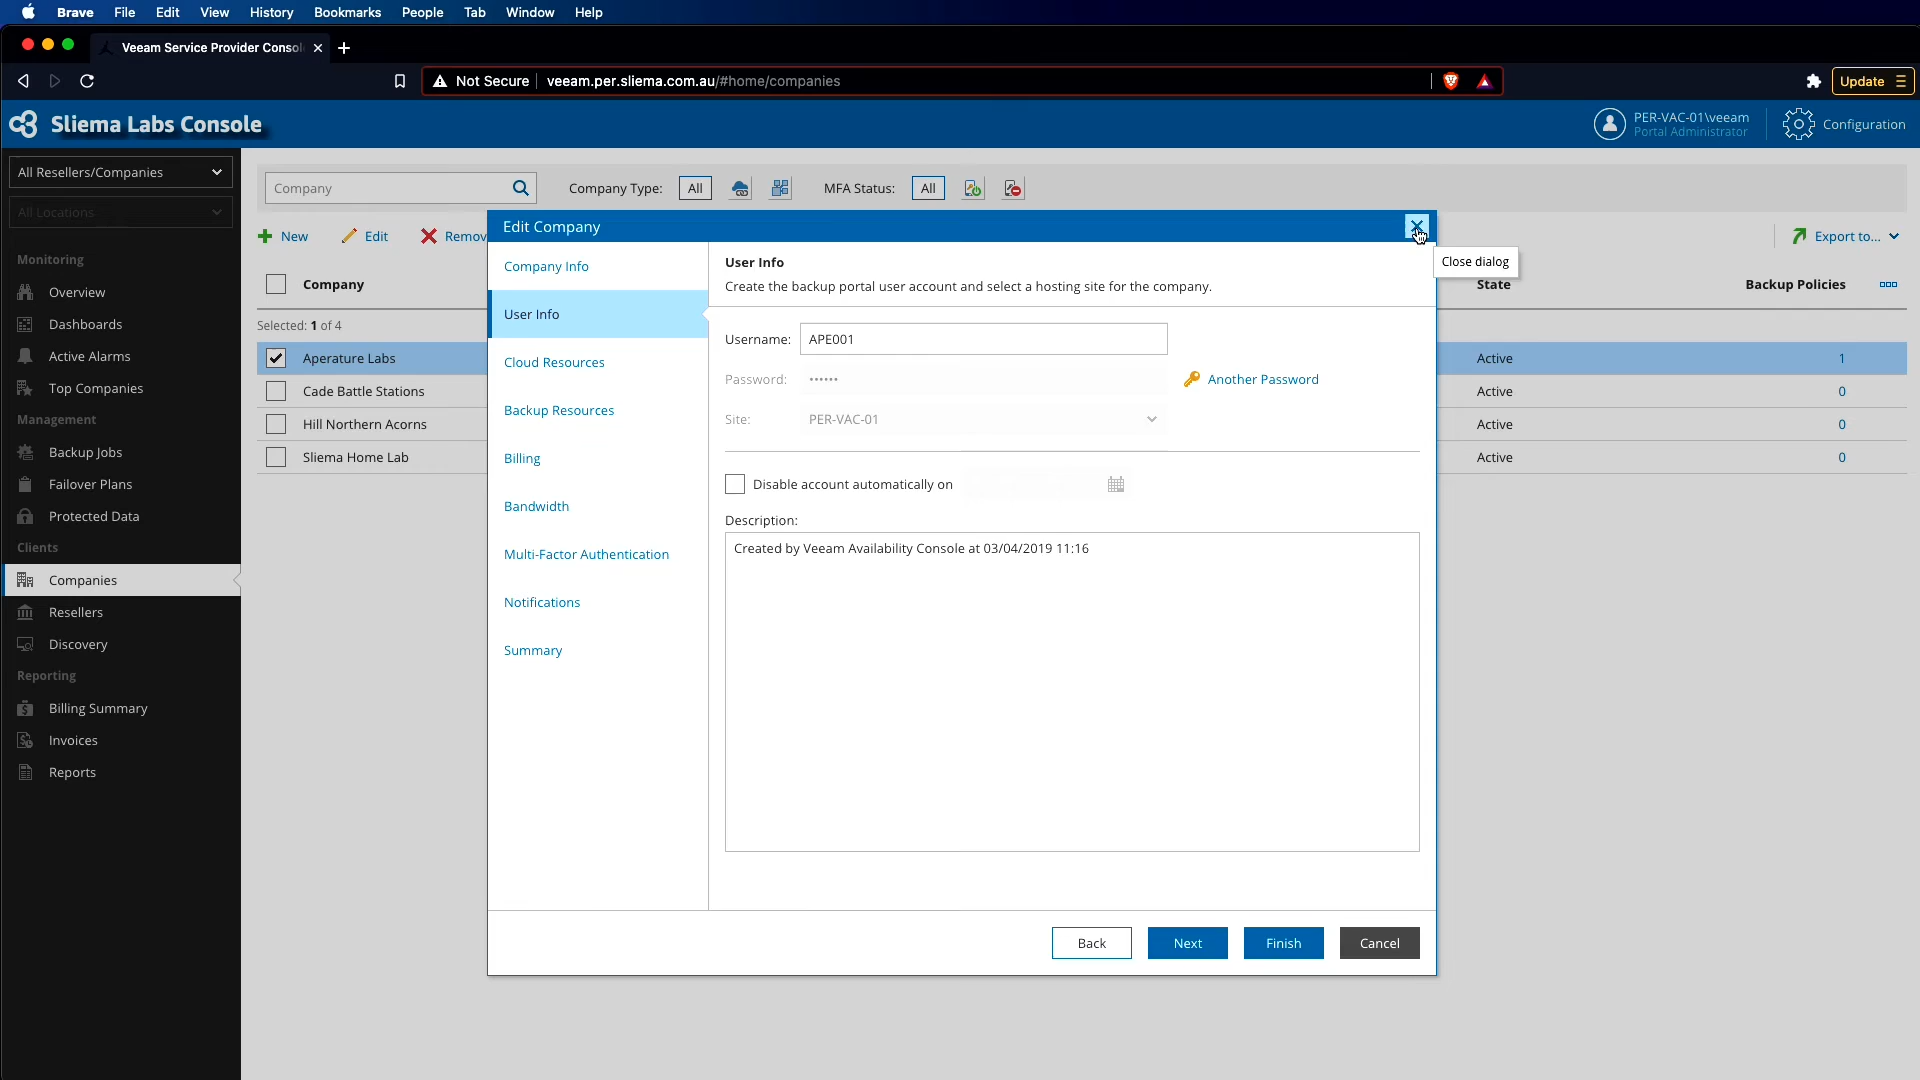 Brave File Edit View History Bookmarks People Tab Window Help
Veeam Service Provider Consol
Not Secure veeam.per.sliema.com.au/#home/companies Update
Sliema Labs Console
PER-VAC-01\veeam
Portal Administrator
Configuration
All Resellers/Companies
All Locations
Monitoring
Overview
Dashboards
Active Alarms
Top Companies
Management
Backup Jobs
Failover Plans
Protected Data
Clients
Companies
Resellers
Discovery
Reporting
Billing Summary
Invoices
Reports
Company Company Type: All MFA Status: All
New Edit Remov Export to...
Company State Backup Policies
Selected: 1 of 4
Aperature Labs Active 1
Cade Battle Stations Active 0
Hill Northern Acorns Active 0
Sliema Home Lab Active 0
Edit Company
Close dialog
Company Info
User Info
Cloud Resources
Backup Resources
Billing
Bandwidth
Multi-Factor Authentication
Notifications
Summary
User Info
Create the backup portal user account and select a hosting site for the company.
Username: APE001
Password: •••••• Another Password
Site: PER-VAC-01
Disable account automatically on
Description:
Created by Veeam Availability Console at 03/04/2019 11:16
Back Next Finish Cancel